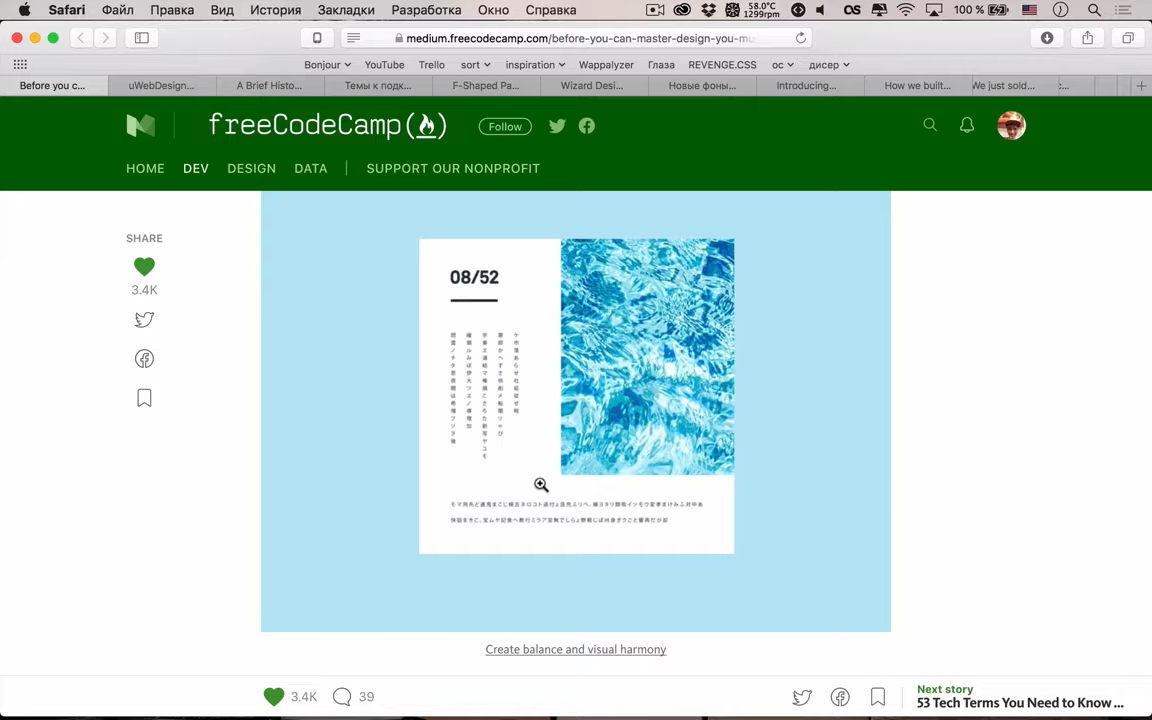 Safari Файл Правка Вид История Закладки Разработка Окно Справка 58.0°C 1299rpm 100 %
medium.freecodecamp.com/before-you-can-master-design-you-mu
Bonjour YouTube Trello sort inspiration Wappalyzer Глаза REVENGE.CSS ос дисер
Before you c... uWebDesign... A Brief Histo... Темы к подк... F-Shaped Pa... Wizard Desi... Новые фоны... Introducing... How we built... We just sold...
freeCodeCamp Follow
HOME DEV DESIGN DATA SUPPORT OUR NONPROFIT
SHARE
3.4K
08/52
Create balance and visual harmony
3.4K 39
Next story
53 Tech Terms You Need to Know ...